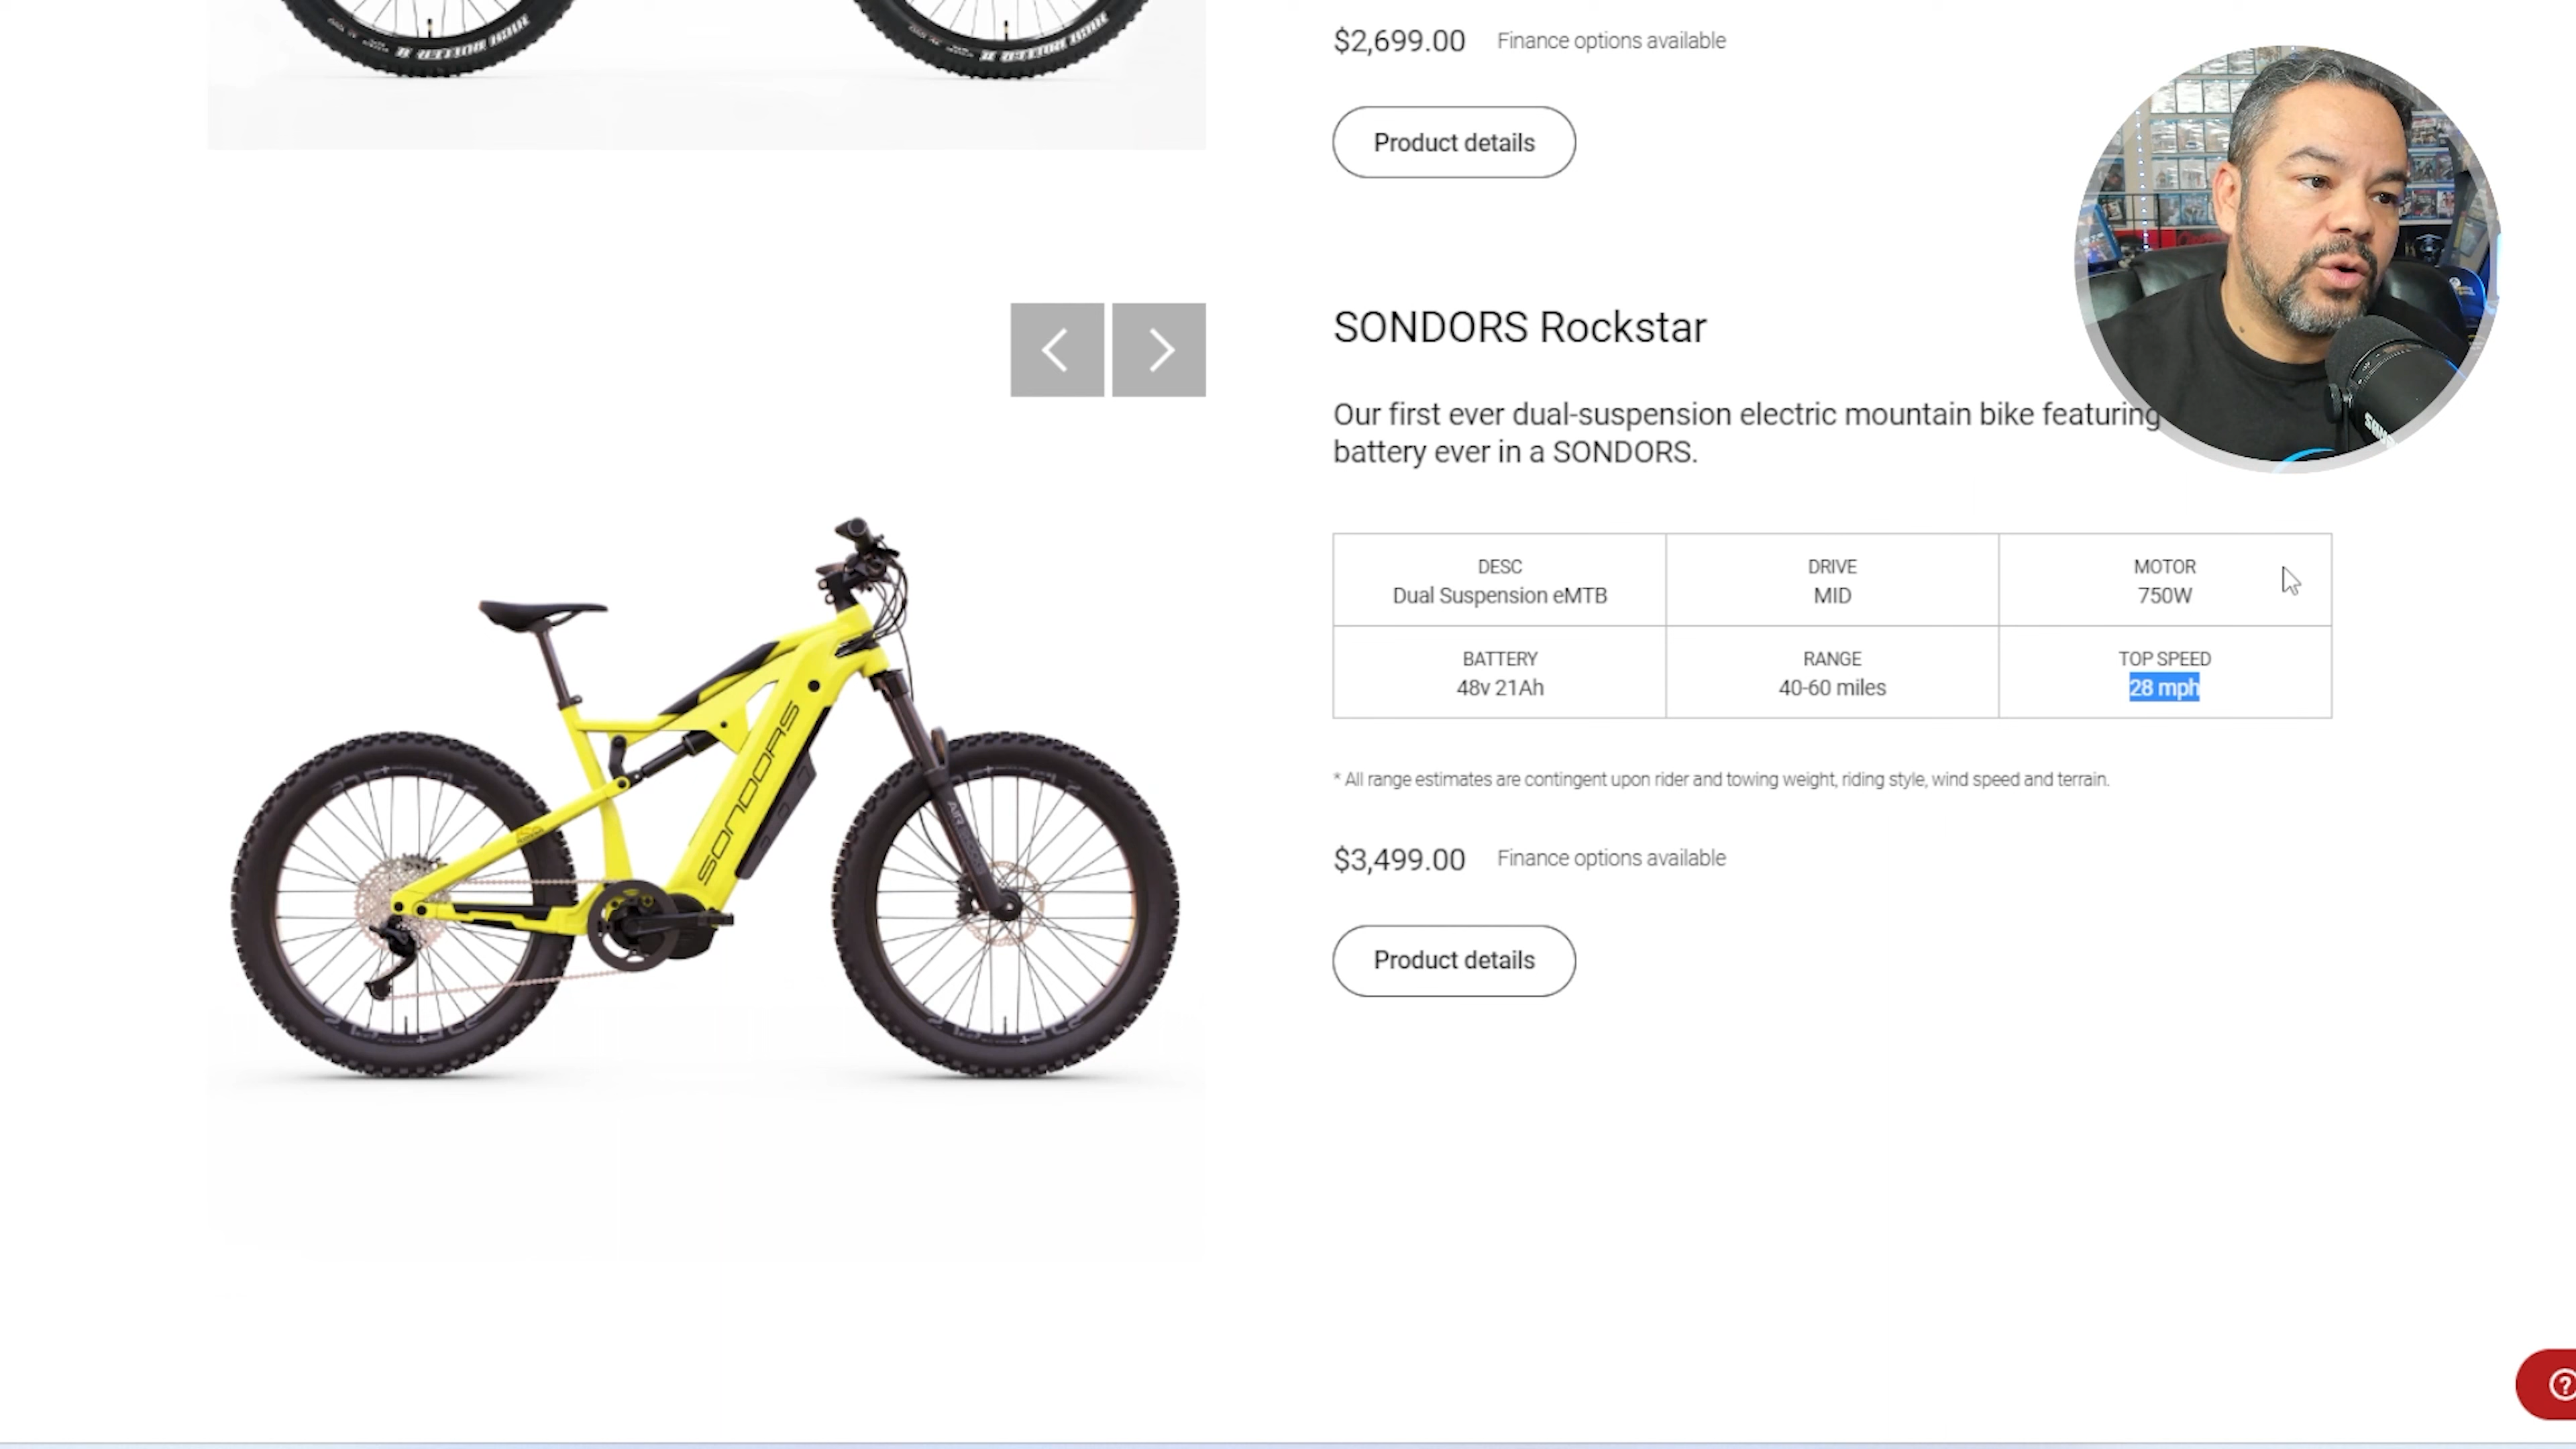 $2,699.00 Finance options available
Product details
SONDORS Rockstar
Our first ever dual-suspension electric mountain bike featuring
battery ever in a SONDORS.
DESC
Dual Suspension eMTB
DRIVE
MID
MOTOR
750W
BATTERY
48v 21Ah
RANGE
40-60 miles
TOP SPEED
28 mph
* All range estimates are contingent upon rider and towing weight, riding style, wind speed and terrain.
$3,499.00 Finance options available
Product details
SONDORS